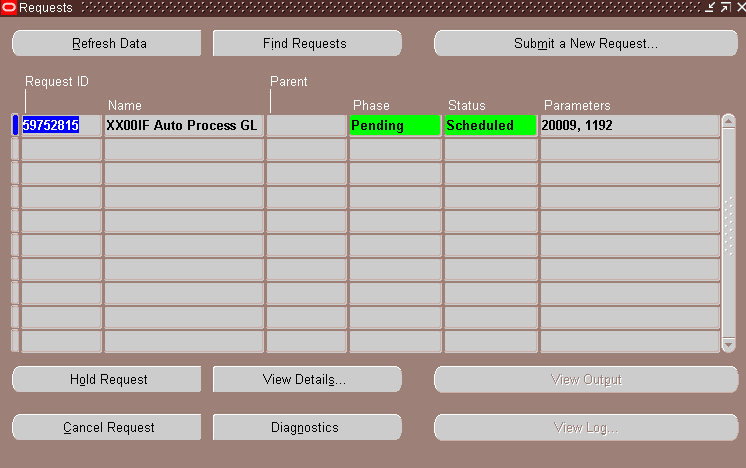 Requests
Refresh Data
Find Requests
Submit a New Request...
Request ID
Parent
Name
Phase
Status
Parameters
59752815
XX00IF Auto Process GL
Pending
Scheduled
20009, 1192
Hold Request
View Details...
View Output
Cancel Request
Diagnostics
View Log...